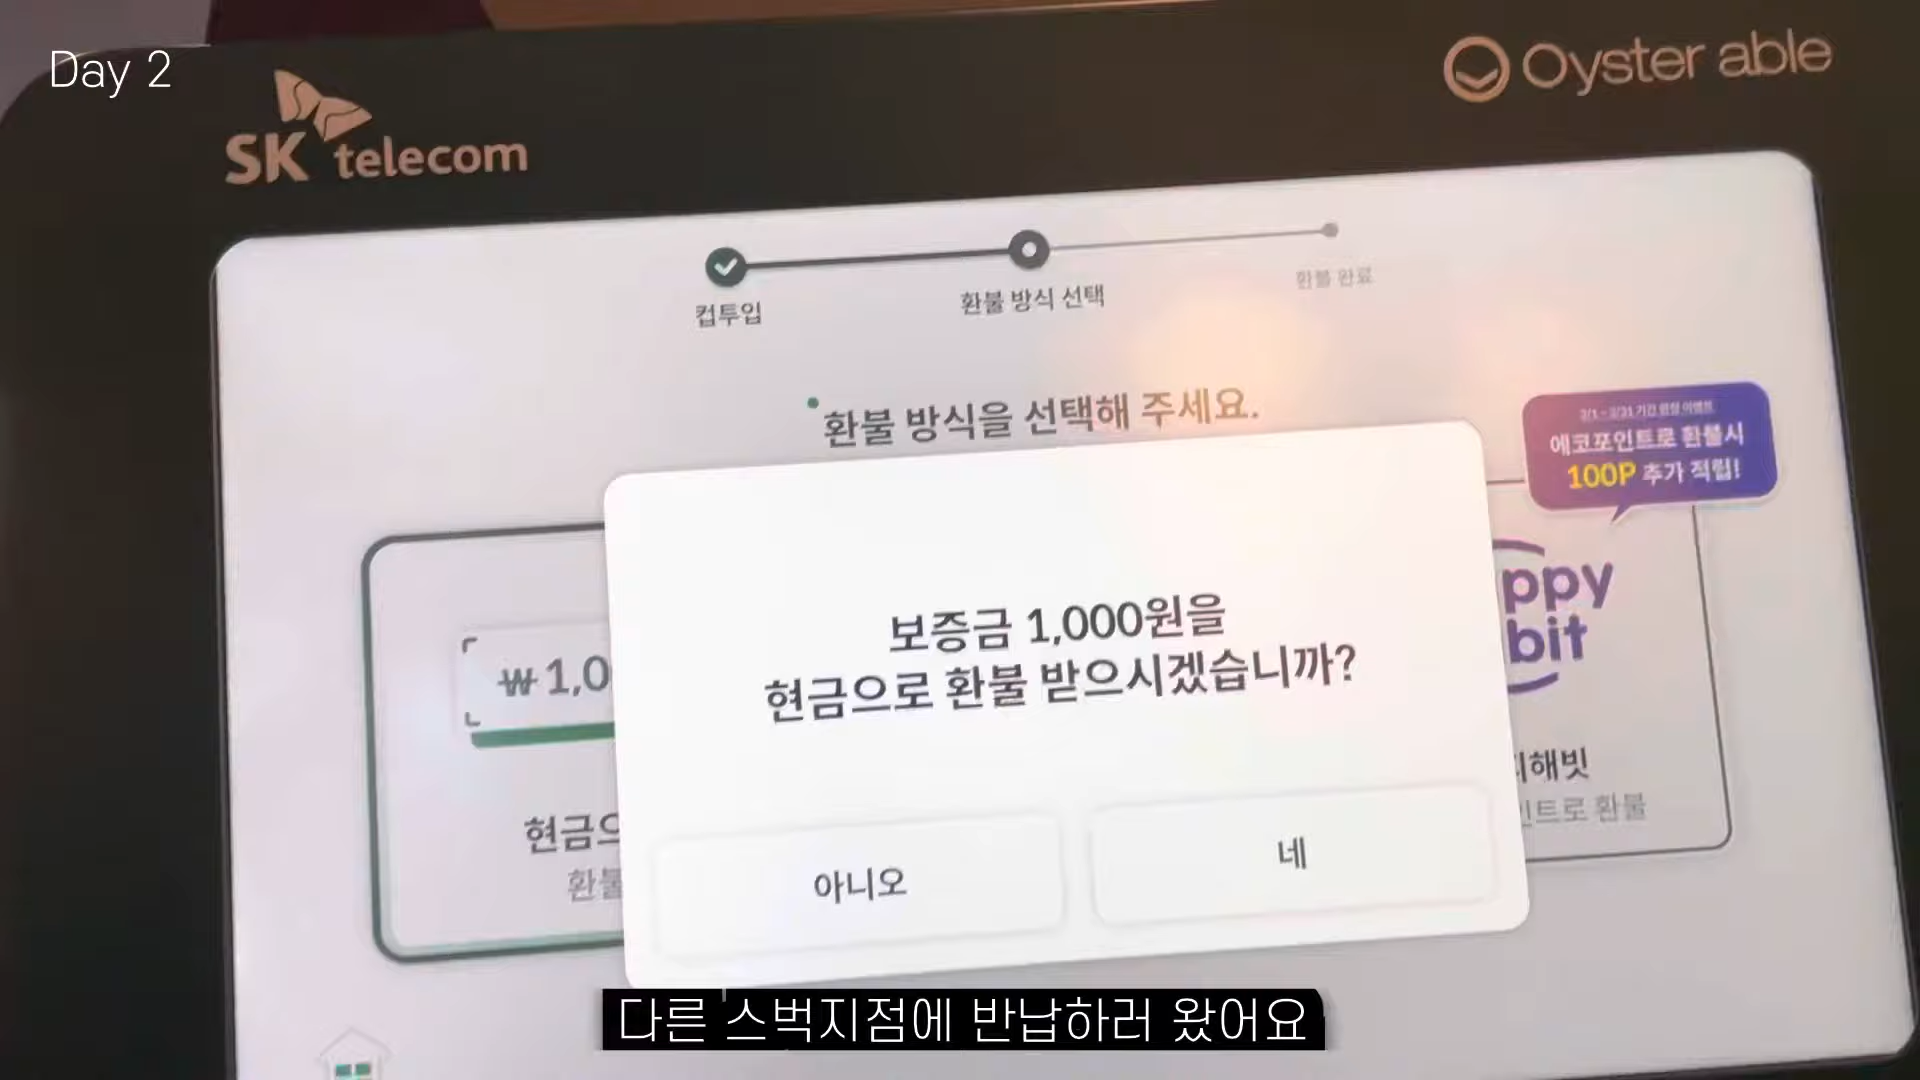 Day 2
SK telecom
Oyster able
컵투입
환불 방식 선택
환불 완료
환불 방식을 선택해 주세요.
에코포인트로 환불시
100P 추가 적립!
보증금 1,000원을
현금으로 환불 받으시겠습니까?
₩1,0
ppy
bit
현금으
환불
해빗
인트로 환불
아니오
네
다른 스벅지점에 반납하러 왔어요